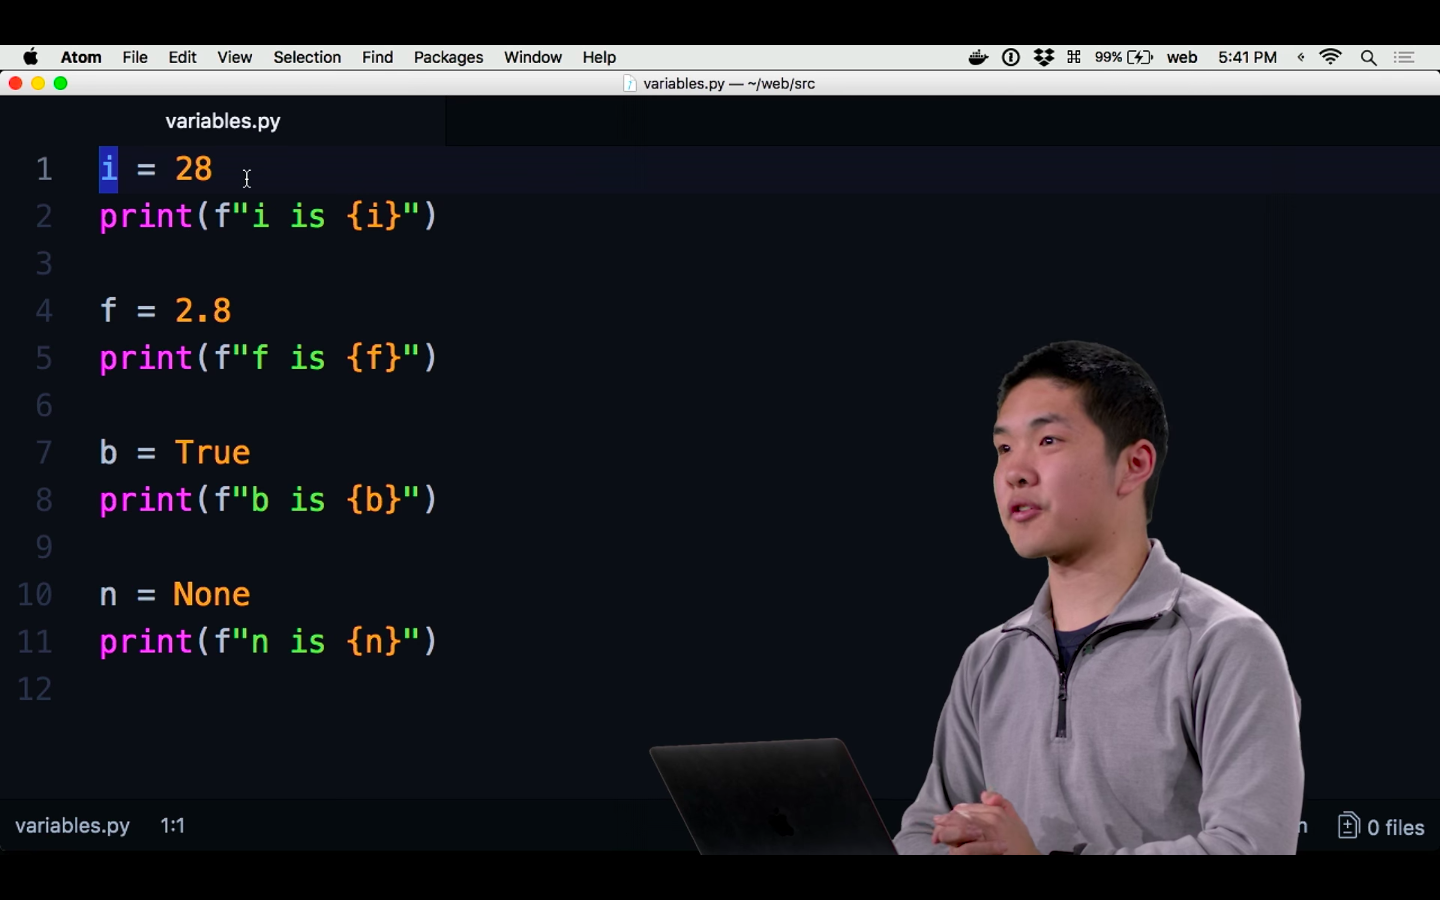 Atom File Edit View Selection Find Packages Window Help 99% web 5:41 PM
variables.py — ~/web/src
variables.py
1 i = 28
2 print(f"i is {i}")
3
4 f = 2.8
5 print(f"f is {f}")
6
7 b = True
8 print(f"b is {b}")
9
10 n = None
11 print(f"n is {n}")
12
variables.py 1:1 0 files